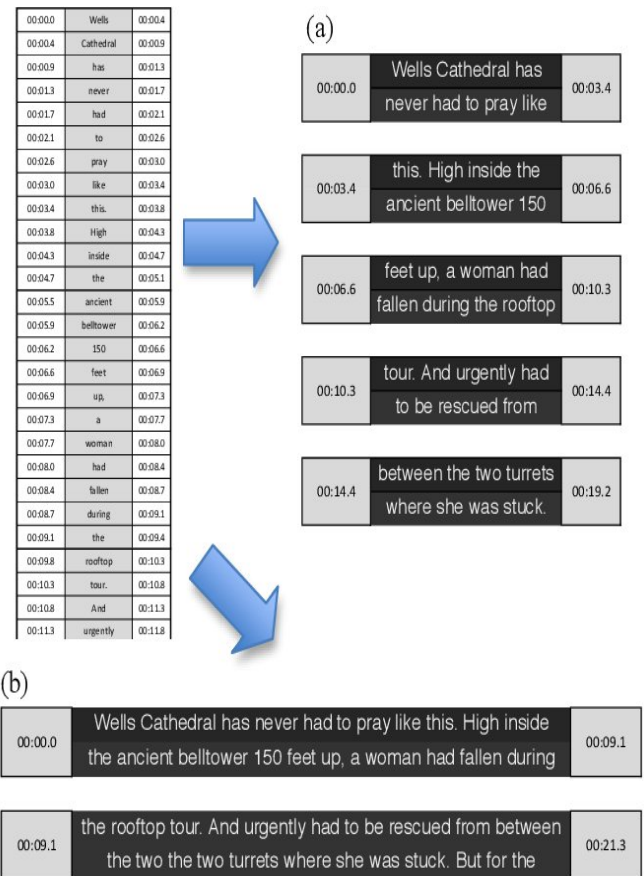 00:00.0 Wells 00:00.4
00:00.4 Cathedral 00:00.9
00:00.9 has 00:01.3
00:01.3 never 00:01.7
00:01.7 had 00:02.1
00:02.1 to 00:02.6
00:02.6 pray 00:03.0
00:03.0 like 00:03.4
00:03.4 this. 00:03.8
00:03.8 High 00:04.3
00:04.3 inside 00:04.7
00:04.7 the 00:05.1
00:05.5 ancient 00:05.9
00:05.9 belltower 00:06.2
00:06.2 150 00:06.6
00:06.6 feet 00:06.9
00:06.9 up, 00:07.3
00:07.3 a 00:07.7
00:07.7 woman 00:08.0
00:08.0 had 00:08.4
00:08.4 fallen 00:08.7
00:08.7 during 00:09.1
00:09.1 the 00:09.4
00:09.8 rooftop 00:10.3
00:10.3 tour. 00:10.8
00:10.8 And 00:11.3
00:11.3 urgently 00:11.8
(a)
Wells Cathedral has
00:00.0 00:03.4
never had to pray like
this. High inside the
00:03.4 00:06.6
ancient belltower 150
feet up, a woman had
00:06.6 00:10.3
fallen during the rooftop
tour. And urgently had
00:10.3 00:14.4
to be rescued from
between the two turrets
00:14.4 00:19.2
where she was stuck.
(b)
Wells Cathedral has never had to pray like this. High inside
00:00.0 00:09.1
the ancient belltower 150 feet up, a woman had fallen during
the rooftop tour. And urgently had to be rescued from between
00:09.1 00:21.3
the two the two turrets where she was stuck. But for the